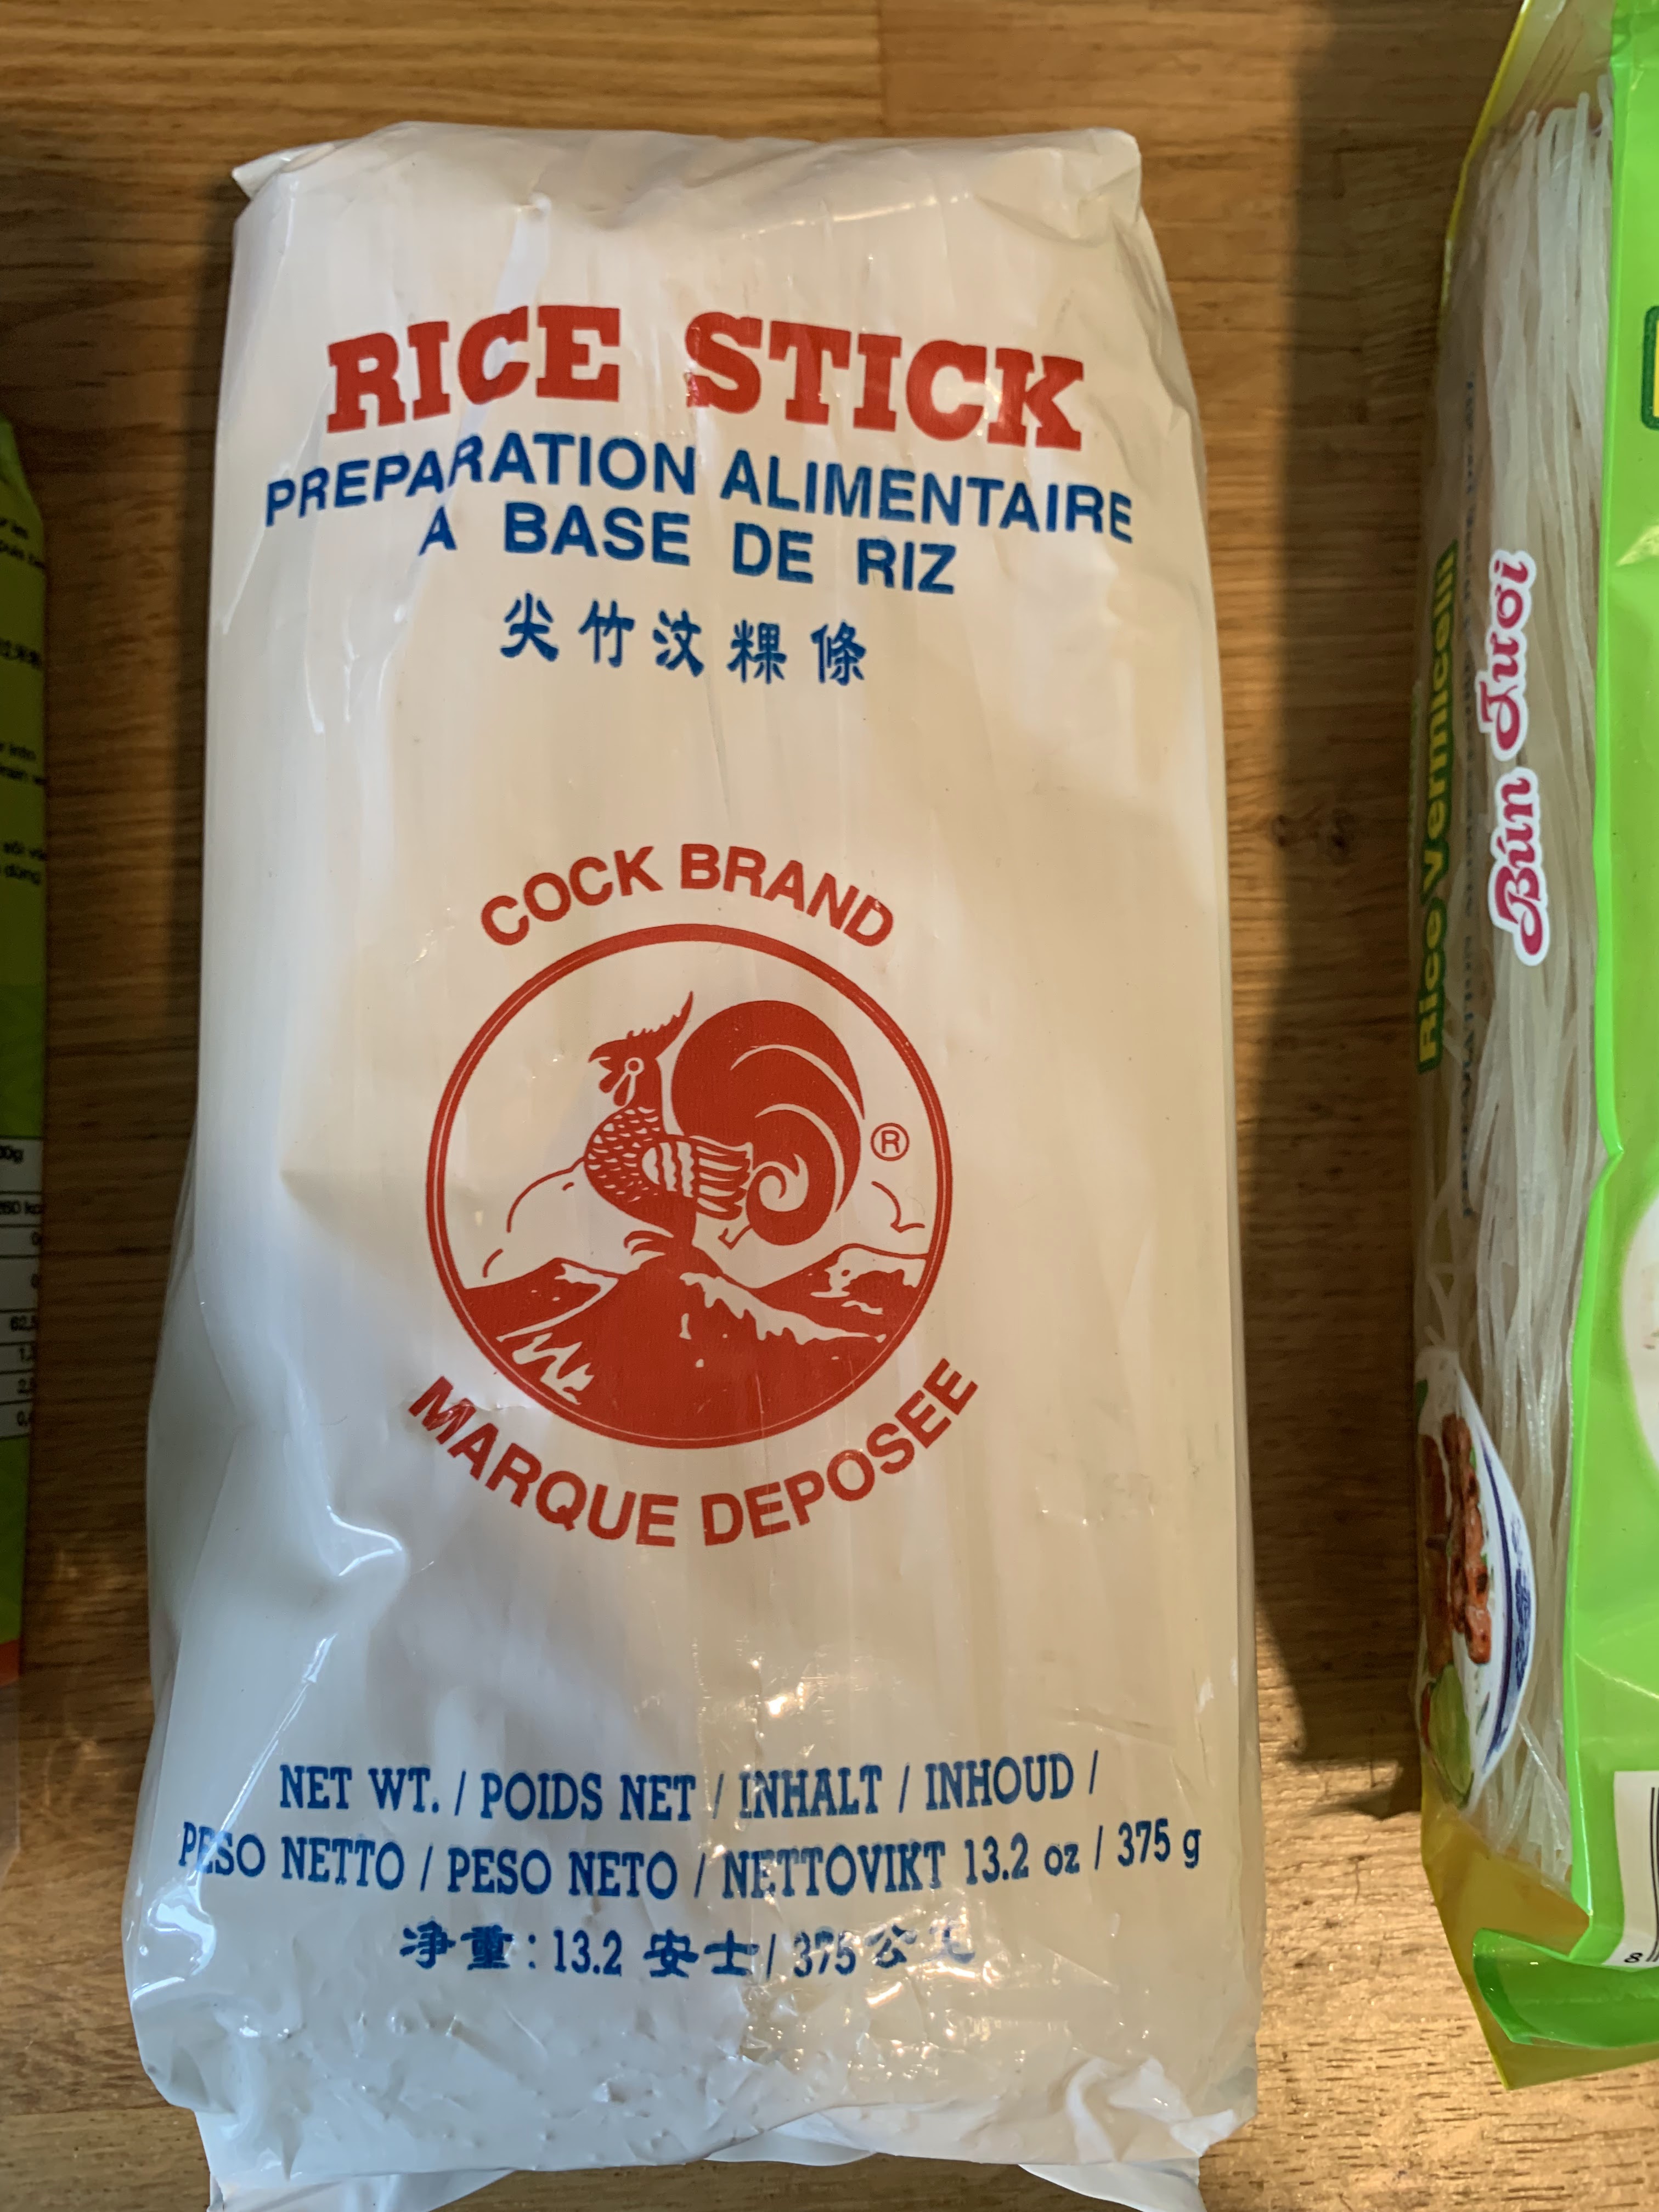 RICE STICK
PREPARATION ALIMENTAIRE
A BASE DE RIZ
尖竹汶粿條
COCK BRAND
®
MARQUE DEPOSEE
NET WT. / POIDS NET / INHALT / INHOUD /
PESO NETTO / PESO NETO / NETTOVIKT 13.2 oz / 375 g
淨重: 13.2 安士 / 375 公
Rice Vermicelli
Bún Tươi
8